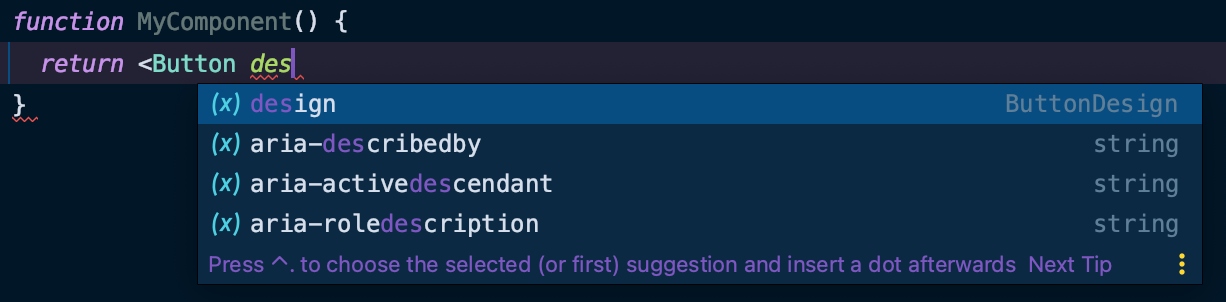 function MyComponent() {
return <Button des
}
(x) design ButtonDesign
(x) aria-describedby string
(x) aria-activedescendant string
(x) aria-roledescription string
Press ^. to choose the selected (or first) suggestion and insert a dot afterwards Next Tip